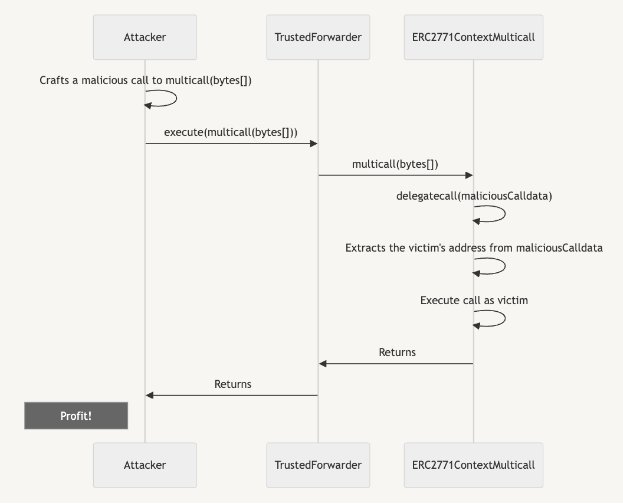 Attacker
TrustedForwarder
ERC2771ContextMulticall
Crafts a malicious call to multicall(bytes[])
execute(multicall(bytes[]))
multicall(bytes[])
delegatecall(maliciousCalldata)
Extracts the victim's address from maliciousCalldata
Execute call as victim
Returns
Returns
Profit!
Attacker
TrustedForwarder
ERC2771ContextMulticall